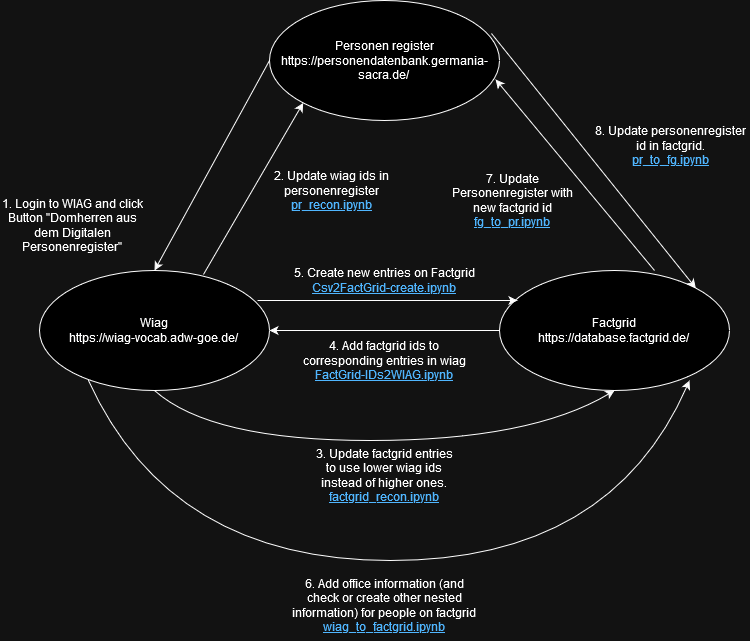 Personen register
https://personendatenbank.germania-
sacra.de/
8. Update personenregister
id in factgrid.
pr_to_fg.ipynb
2. Update wiag ids in
personenregister
pr_recon.ipynb
7. Update
Personenregister with
new factgrid id
fg_to_pr.ipynb
1. Login to WIAG and click
Button "Domherren aus
dem Digitalen
Personenregister"
5. Create new entries on Factgrid
Csv2FactGrid-create.ipynb
Wiag
https://wiag-vocab.adw-goe.de/
Factgrid
https://database.factgrid.de/
4. Add factgrid ids to
corresponding entries in wiag
FactGrid-IDs2WIAG.ipynb
3. Update factgrid entries
to use lower wiag ids
instead of higher ones.
factgrid_recon.ipynb
6. Add office information (and
check or create other nested
information) for people on factgrid
wiag_to_factgrid.ipynb